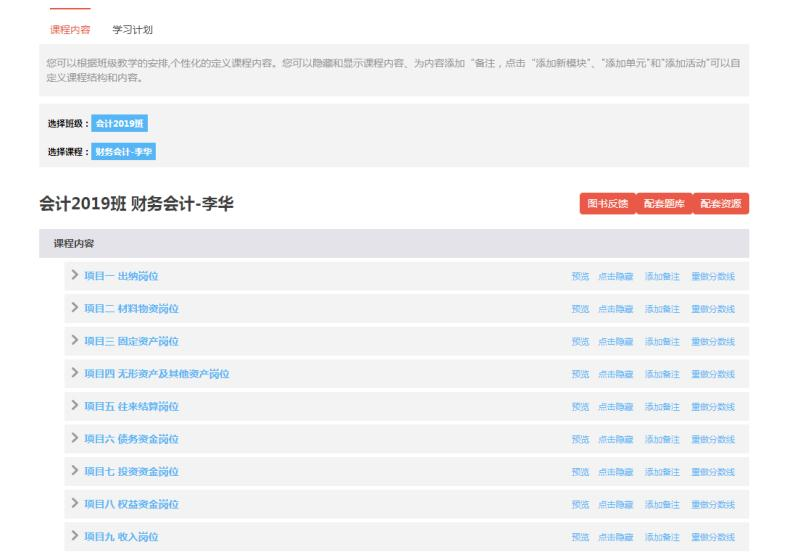 课程内容 学习计划
您可以根据班级教学的安排,个性化的定义课程内容。您可以隐藏和显示课程内容、为内容添加“备注，点击“添加新模块”、“添加单元”和“添加活动”可以自
定义课程结构和内容。
选择班级： 会计2019班
选择课程： 财务会计-李华
会计2019班 财务会计-李华 图书反馈 配套题库 配套资源
课程内容
项目一 出纳岗位 预览 点击隐藏 添加备注 重做分数线
项目二 材料物资岗位 预览 点击隐藏 添加备注 重做分数线
项目三 固定资产岗位 预览 点击隐藏 添加备注 重做分数线
项目四 无形资产及其他资产岗位 预览 点击隐藏 添加备注 重做分数线
项目五 往来结算岗位 预览 点击隐藏 添加备注 重做分数线
项目六 债务资金岗位 预览 点击隐藏 添加备注 重做分数线
项目七 投资资金岗位 预览 点击隐藏 添加备注 重做分数线
项目八 权益资金岗位 预览 点击隐藏 添加备注 重做分数线
项目九 收入岗位 预览 点击隐藏 添加备注 重做分数线